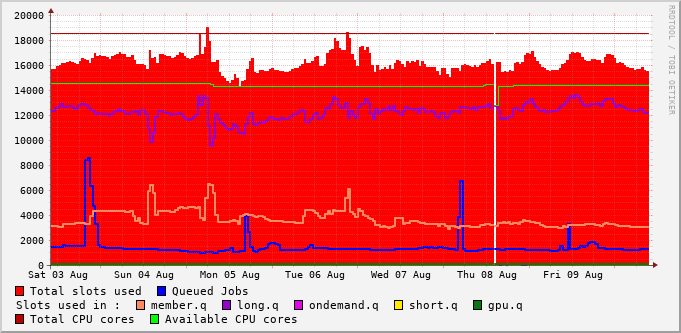 20000
18000
16000
14000
12000
10000
8000
6000
4000
2000
0
Sat 03 Aug Sun 04 Aug Mon 05 Aug Tue 06 Aug Wed 07 Aug Thu 08 Aug Fri 09 Aug
Total slots used Queued Jobs
Slots used in : member.q long.q ondemand.q short.q gpu.q
Total CPU cores Available CPU cores
RRDTOOL / TOBI OETIKER